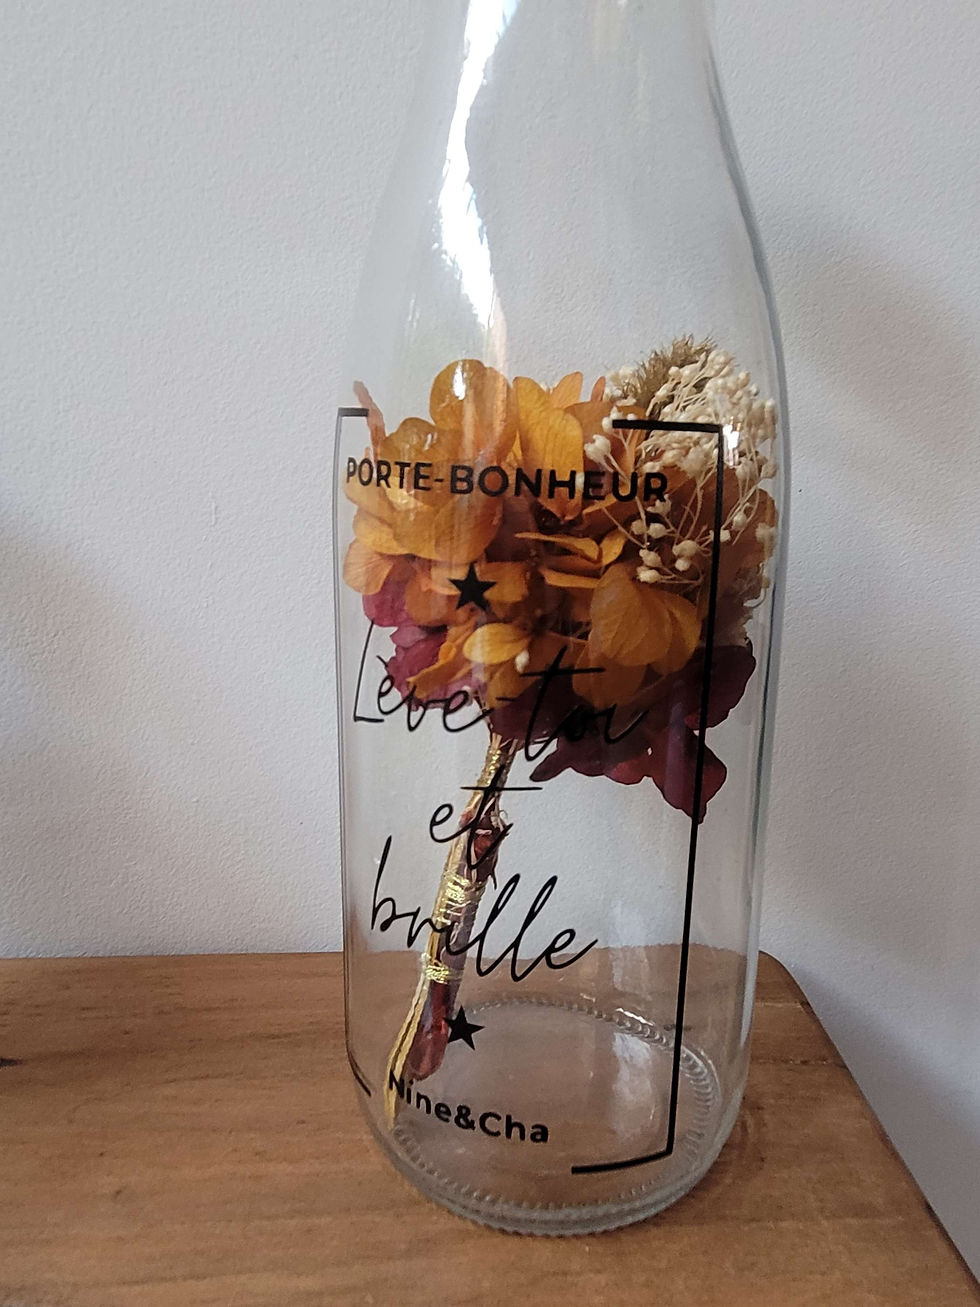 PORTE-BONHEUR
Lève-toi
et
brille
Nine&Cha